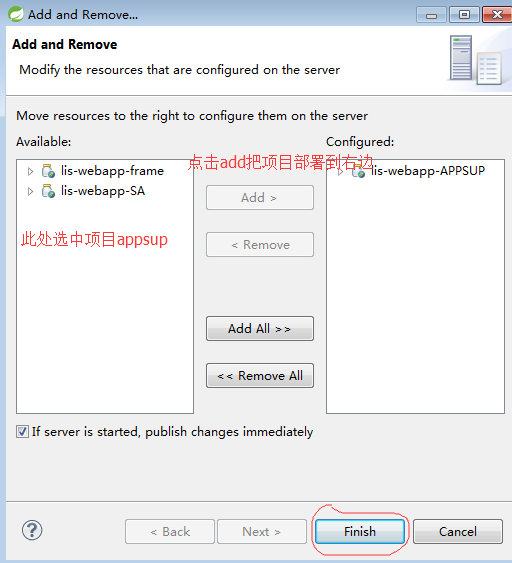 Add and Remove...
Add and Remove
Modify the resources that are configured on the server
Move resources to the right to configure them on the server
Available:
Configured:
点击add把项目部署到右边
lis-webapp-frame
lis-webapp-SA
lis-webapp-APPSUP
此处选中项目appsup
Add >
< Remove
Add All >>
<< Remove All
If server is started, publish changes immediately
?
< Back
Next >
Finish
Cancel